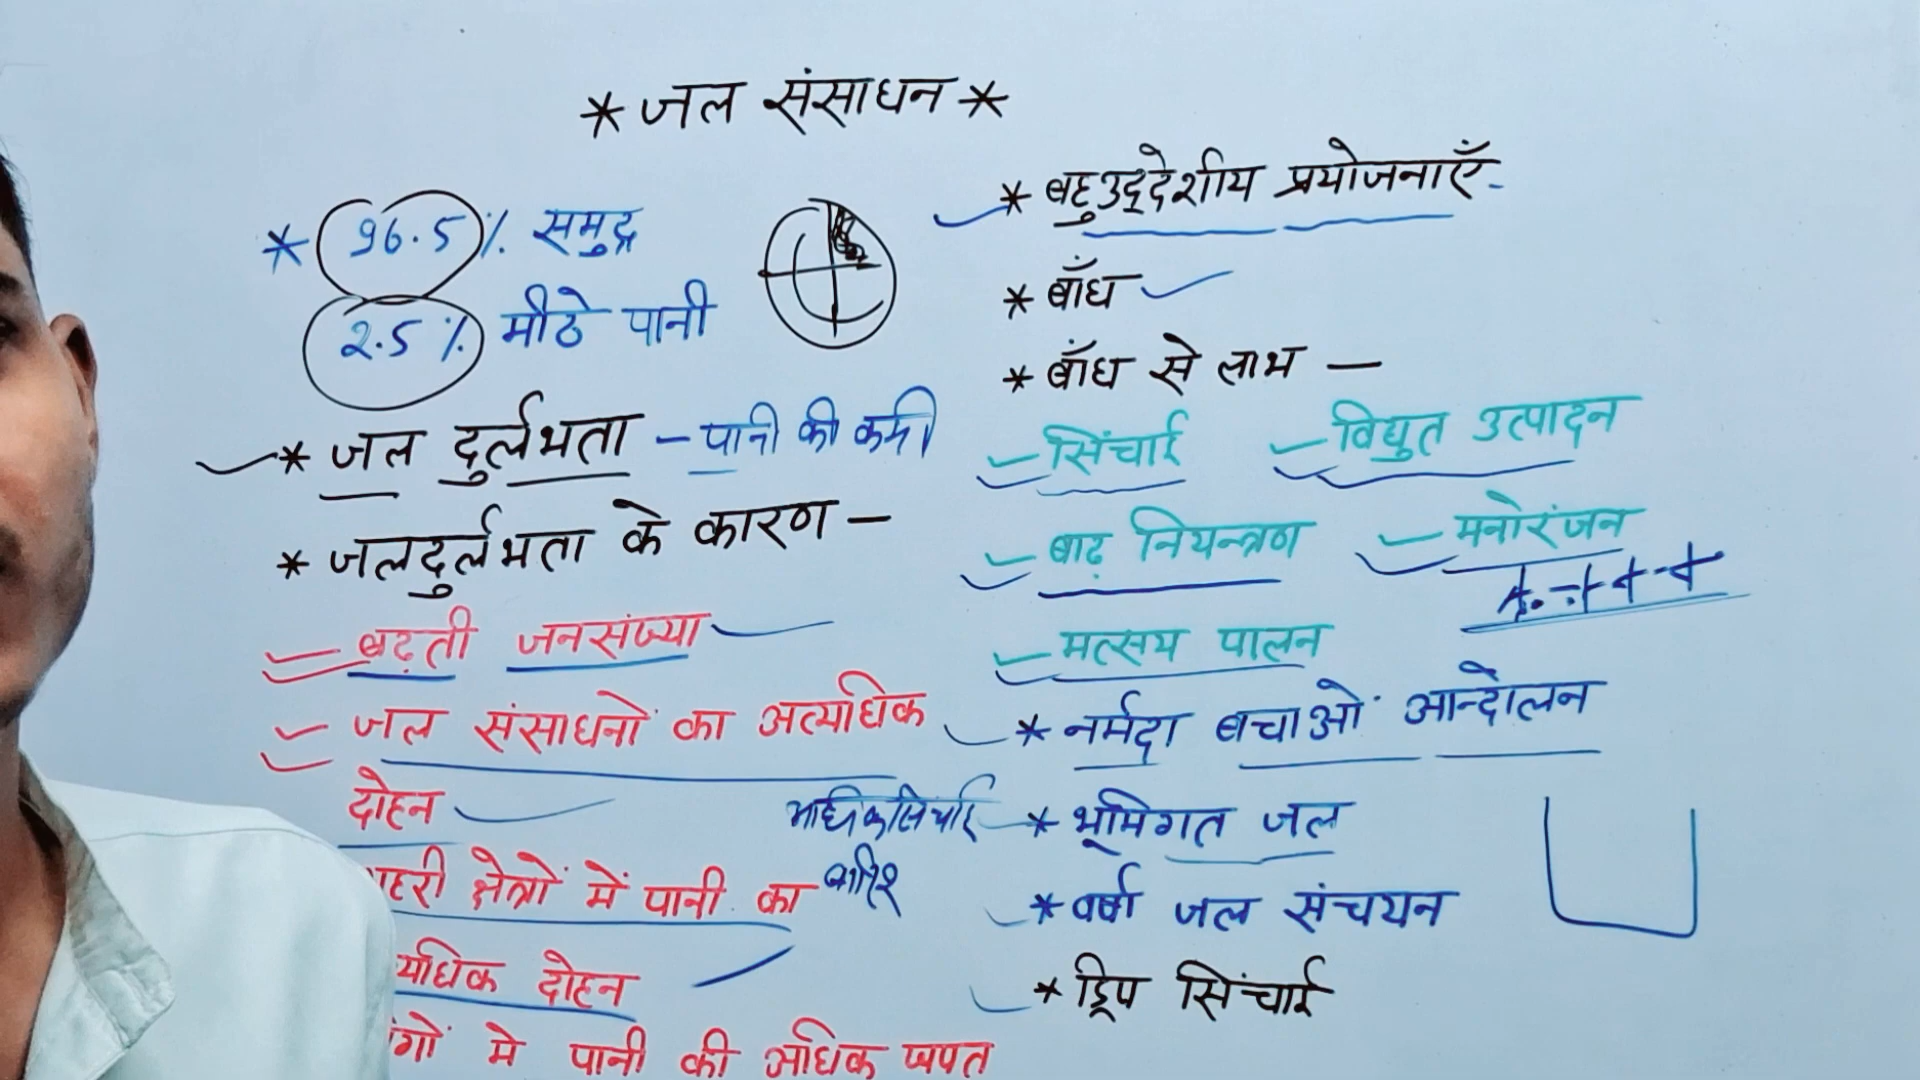 * जल संसाधन *
* 96.5% समुद्र
2.5% मीठे पानी
* जल दुर्लभता – पानी की कमी
* जलदुर्लभता के कारण –
– बढ़ती जनसंख्या
– जल संसाधनों का अत्यधिक
दोहन
हरी क्षेत्रों में पानी का
यधिक दोहन
गों मे पानी की अधिक खपत
* बहुउद्देशीय प्रयोजनाएँ-
* बाँध
* बाँध से लाभ –
– सिंचाई – विद्युत उत्पादन
– बाढ़ नियन्त्रण – मनोरंजन
– मत्सय पालन
* नर्मदा बचाओं आन्दोलन
* भूमिगत जल
* वर्षा जल संचयन
* ड्रिप सिंचाई